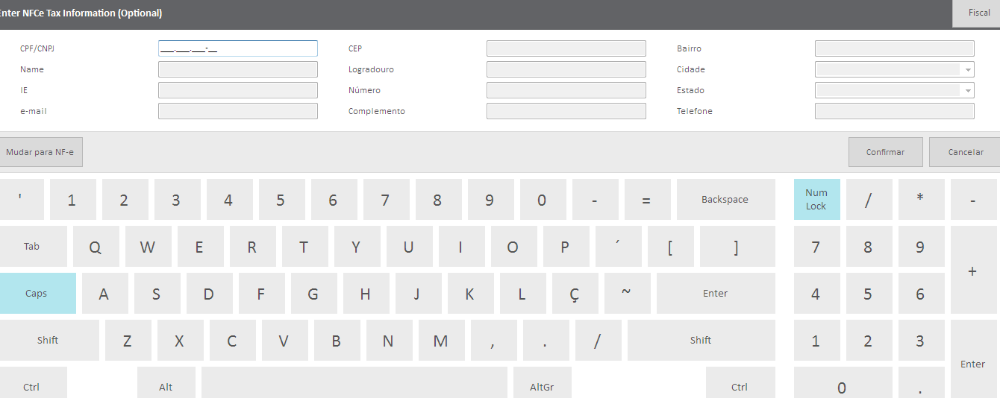 Enter NFCe Tax Information (Optional)
Fiscal
CPF/CNPJ ___.___.___-__ CEP Bairro
Name Logradouro Cidade
IE Número Estado
e-mail Complemento Telefone
Mudar para NF-e Confirmar Cancelar
' 1 2 3 4 5 6 7 8 9 0 - = Backspace Num Lock / * -
Tab Q W E R T Y U I O P ´ [ ] 7 8 9 +
Caps A S D F G H J K L Ç ~ Enter 4 5 6
Shift Z X C V B N M , . / Shift 1 2 3 Enter
Ctrl Alt AltGr Ctrl 0 .